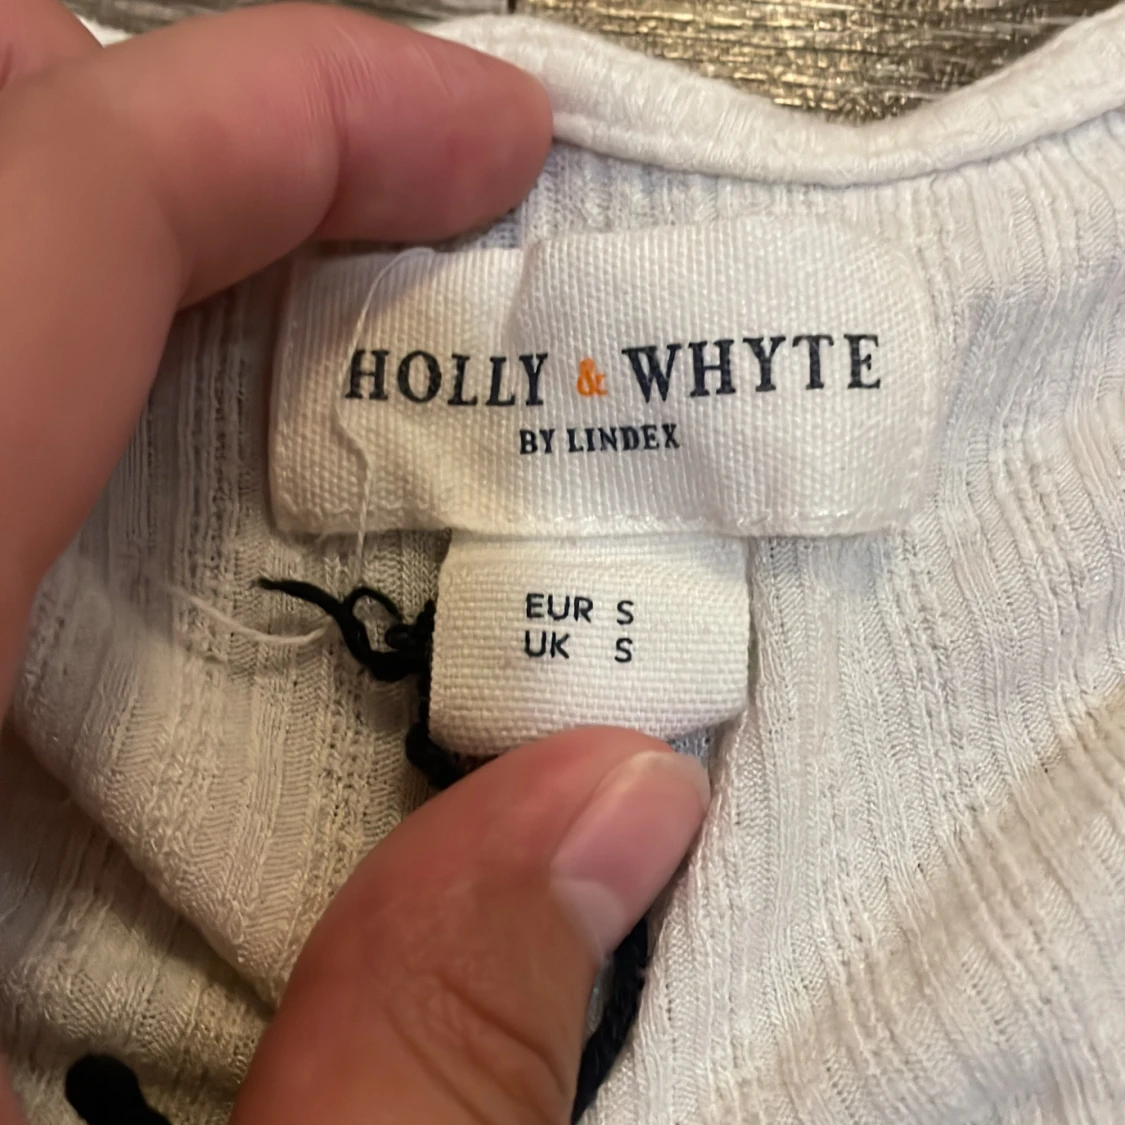 HOLLY & WHYTE
BY LINDEX
EUR S
UK S